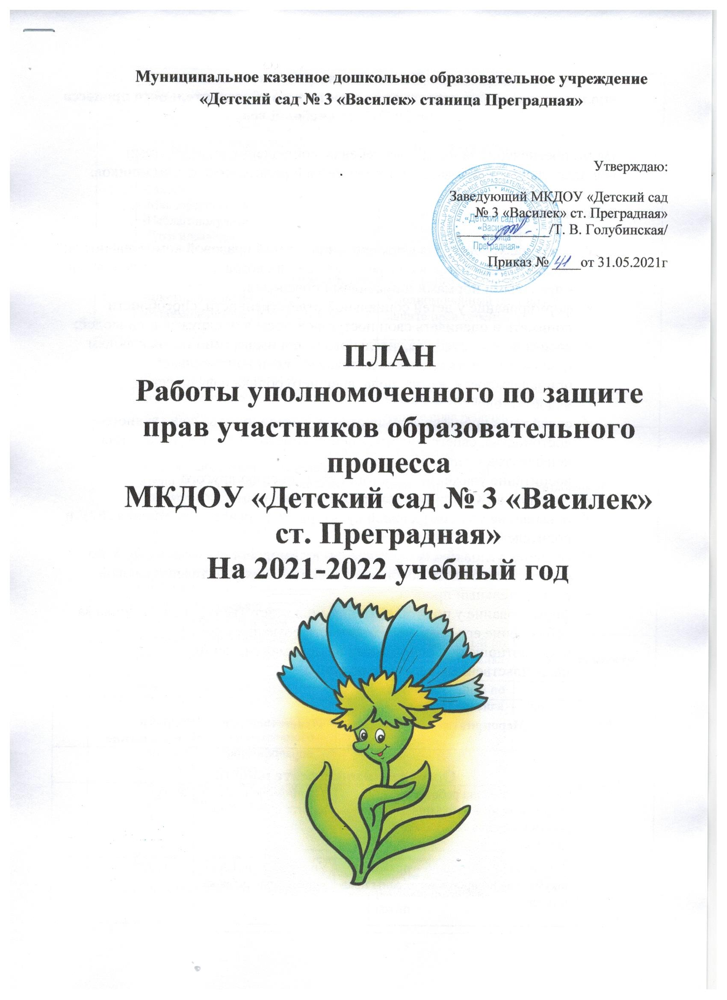 Муниципальное казенное дошкольное образовательное учреждение
«Детский сад № 3 «Василек» станица Преградная»
Утверждаю:
Заведующий МКДОУ «Детский сад
№ 3 «Василек» ст. Преградная»
/Т. В. Голубинская/
Приказ № 41 от 31.05.2021г
«Детский сад № 3
«Василек»
станица
Преградная»
ПЛАН
Работы уполномоченного по защите
прав участников образовательного
процесса
МКДОУ «Детский сад № 3 «Василек»
ст. Преградная»
На 2021-2022 учебный год